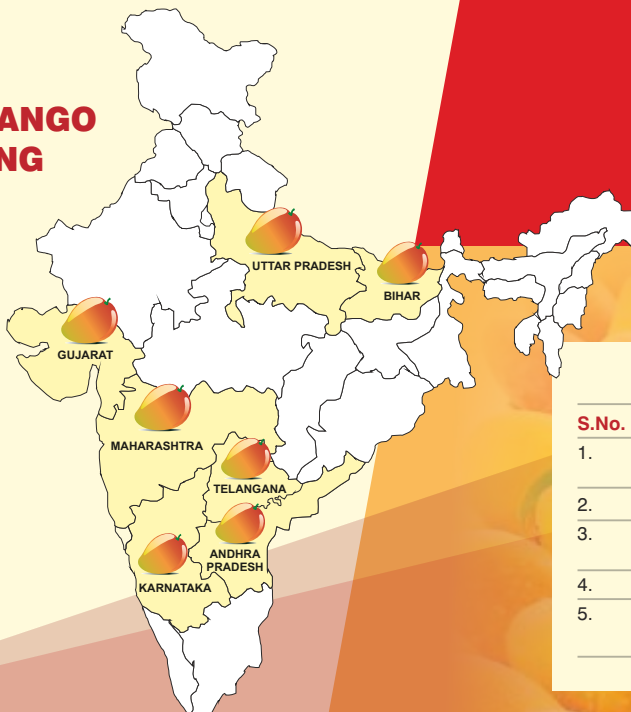 ANGO
NG
UTTAR PRADESH
BIHAR
GUJARAT
MAHARASHTRA
TELANGANA
ANDHRA
PRADESH
KARNATAKA
S.No.
1.
2.
3.
4.
5.